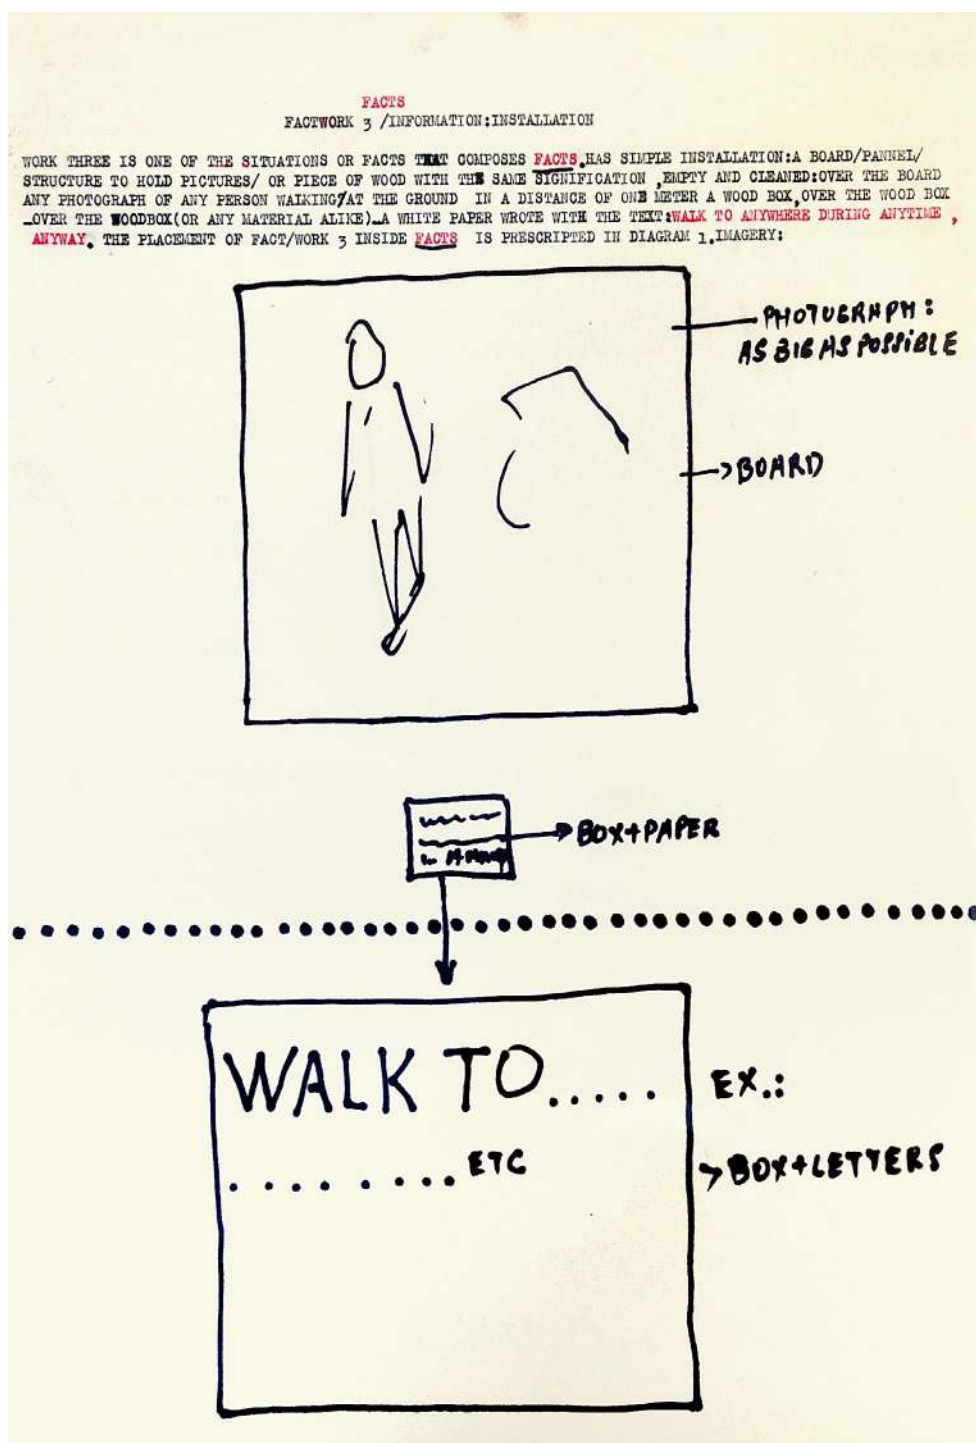 FACTS
FACTWORK 3 /INFORMATION:INSTALLATION
WORK THREE IS ONE OF THE SITUATIONS OR FACTS THAT COMPOSES FACTS.HAS SIMPLE INSTALLATION:A BOARD/PANNEL/
STRUCTURE TO HOLD PICTURES/ OR PIECE OF WOOD WITH THE SAME SIGNIFICATION ,EMPTY AND CLEANED:OVER THE BOARD
ANY PHOTOGRAPH OF ANY PERSON WALKING/AT THE GROUND IN A DISTANCE OF ONE METER A WOOD BOX,OVER THE WOOD BOX
_OVER THE WOODBOX(OR ANY MATERIAL ALIKE)_A WHITE PAPER WROTE WITH THE TEXT:WALK TO ANYWHERE DURING ANYTIME ,
ANYWAY. THE PLACEMENT OF FACT/WORK 3 INSIDE FACTS IS PRESCRIPTED IN DIAGRAM 1.IMAGERY:
PHOTOGRAPH:
AS BIG AS POSSIBLE
BOARD
BOX+PAPER
WALK TO.....
EX.:
......... ETC
BOX+LETTERS